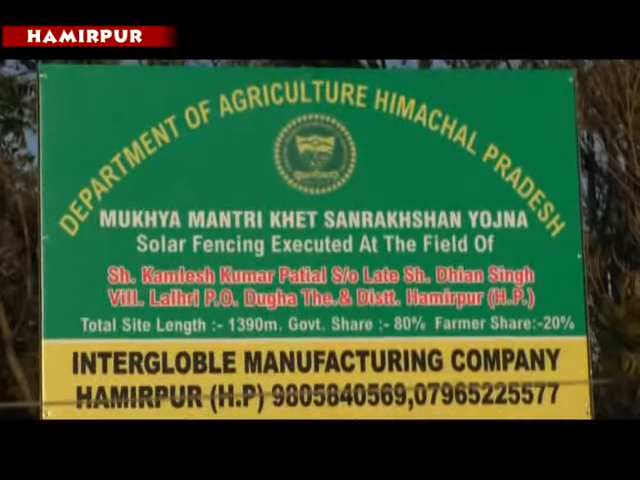 HAMIRPUR
DEPARTMENT OF AGRICULTURE HIMACHAL PRADESH
MUKHYA MANTRI KHET SANRAKHSHAN YOJNA
Solar Fencing Executed At The Field Of
Sh. Kamlesh Kumar Patial S/o Late Sh. Dhian Singh
Vill. Lalhri P.O. Dugha The.& Distt. Hamirpur (H.P.)
Total Site Length :- 1390m. Govt. Share :- 80% Farmer Share:-20%
INTERGLOBLE MANUFACTURING COMPANY
HAMIRPUR (H.P) 9805840569,07965225577